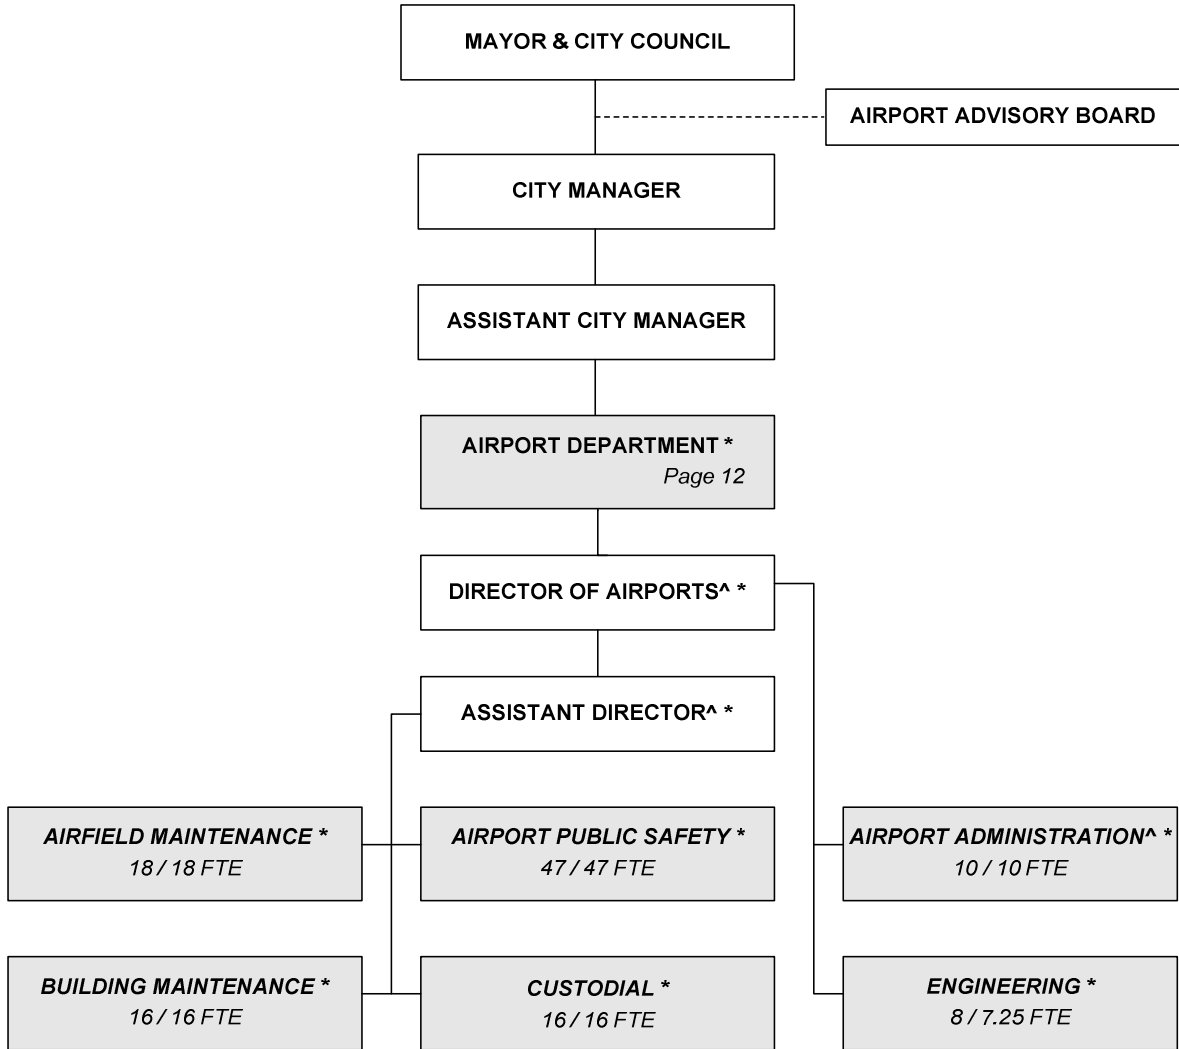 MAYOR & CITY COUNCIL
AIRPORT ADVISORY BOARD
CITY MANAGER
ASSISTANT CITY MANAGER
AIRPORT DEPARTMENT *
Page 12
DIRECTOR OF AIRPORTS^ *
ASSISTANT DIRECTOR^ *
AIRFIELD MAINTENANCE *
18 / 18 FTE
AIRPORT PUBLIC SAFETY *
47 / 47 FTE
AIRPORT ADMINISTRATION^ *
10 / 10 FTE
BUILDING MAINTENANCE *
16 / 16 FTE
CUSTODIAL *
16 / 16 FTE
ENGINEERING *
8 / 7.25 FTE